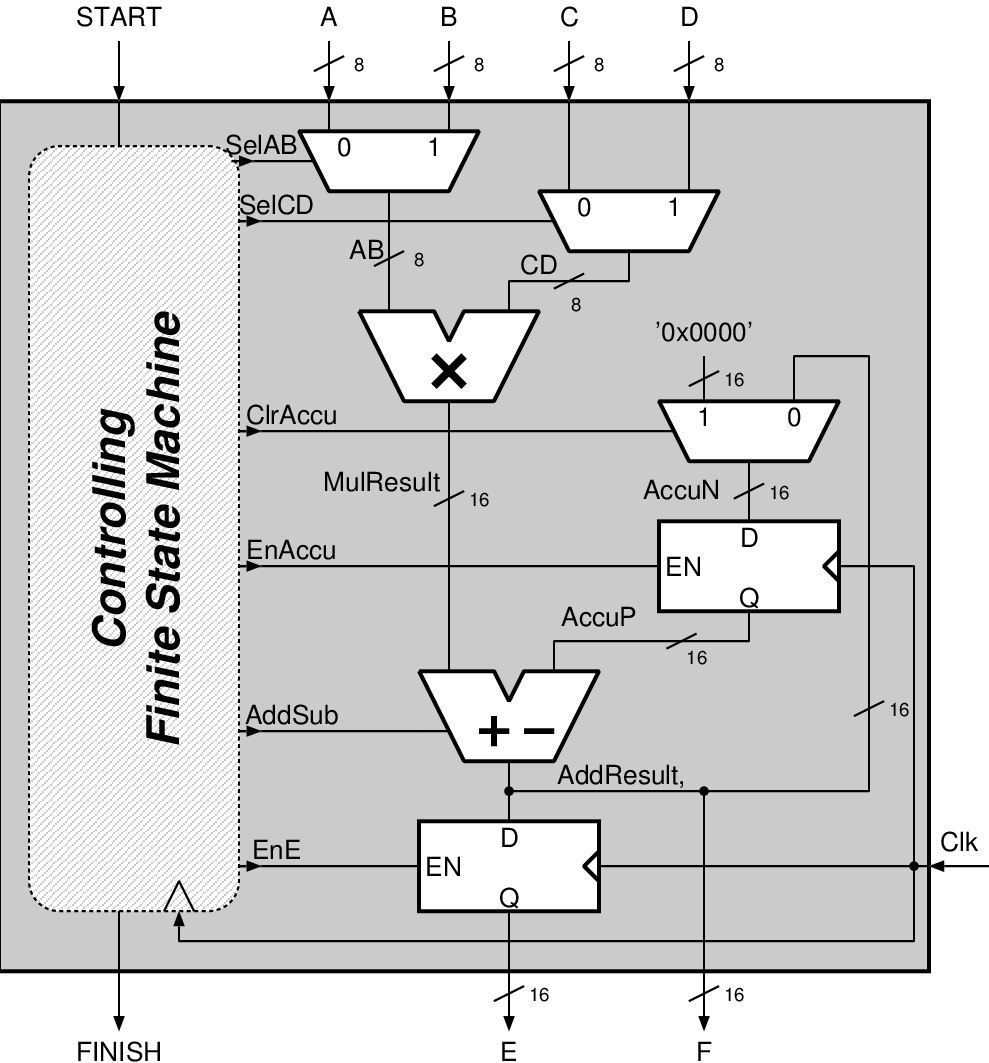 START A B C D
8 8 8 8
SelAB 0 1
SelCD 0 1
AB 8 CD
8
'0x0000'
16
ClrAccu 1 0
MulResult 16 AccuN 16
D
EnAccu EN
Q
AccuP
16
Controlling
Finite State Machine
× 
AddSub + − 16
AddResult,
D
EnE EN Clk
Q
16 16
FINISH E F